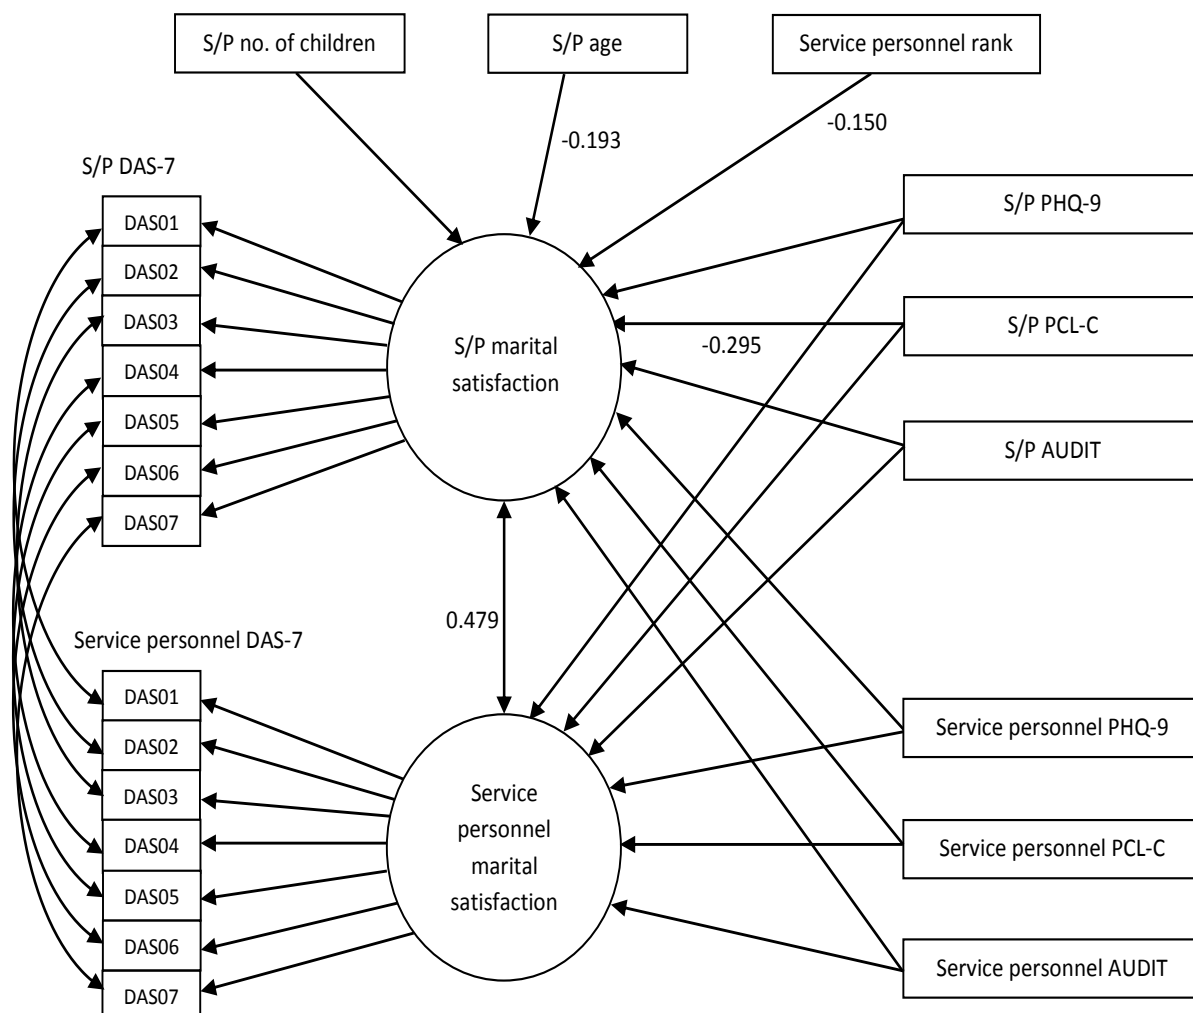 S/P no. of children
S/P age
Service personnel rank
-0.193
-0.150
S/P DAS-7
DAS01
DAS02
DAS03
DAS04
DAS05
DAS06
DAS07
S/P marital
satisfaction
S/P PHQ-9
S/P PCL-C
-0.295
S/P AUDIT
0.479
Service personnel DAS-7
DAS01
DAS02
DAS03
DAS04
DAS05
DAS06
DAS07
Service
personnel
marital
satisfaction
Service personnel PHQ-9
Service personnel PCL-C
Service personnel AUDIT